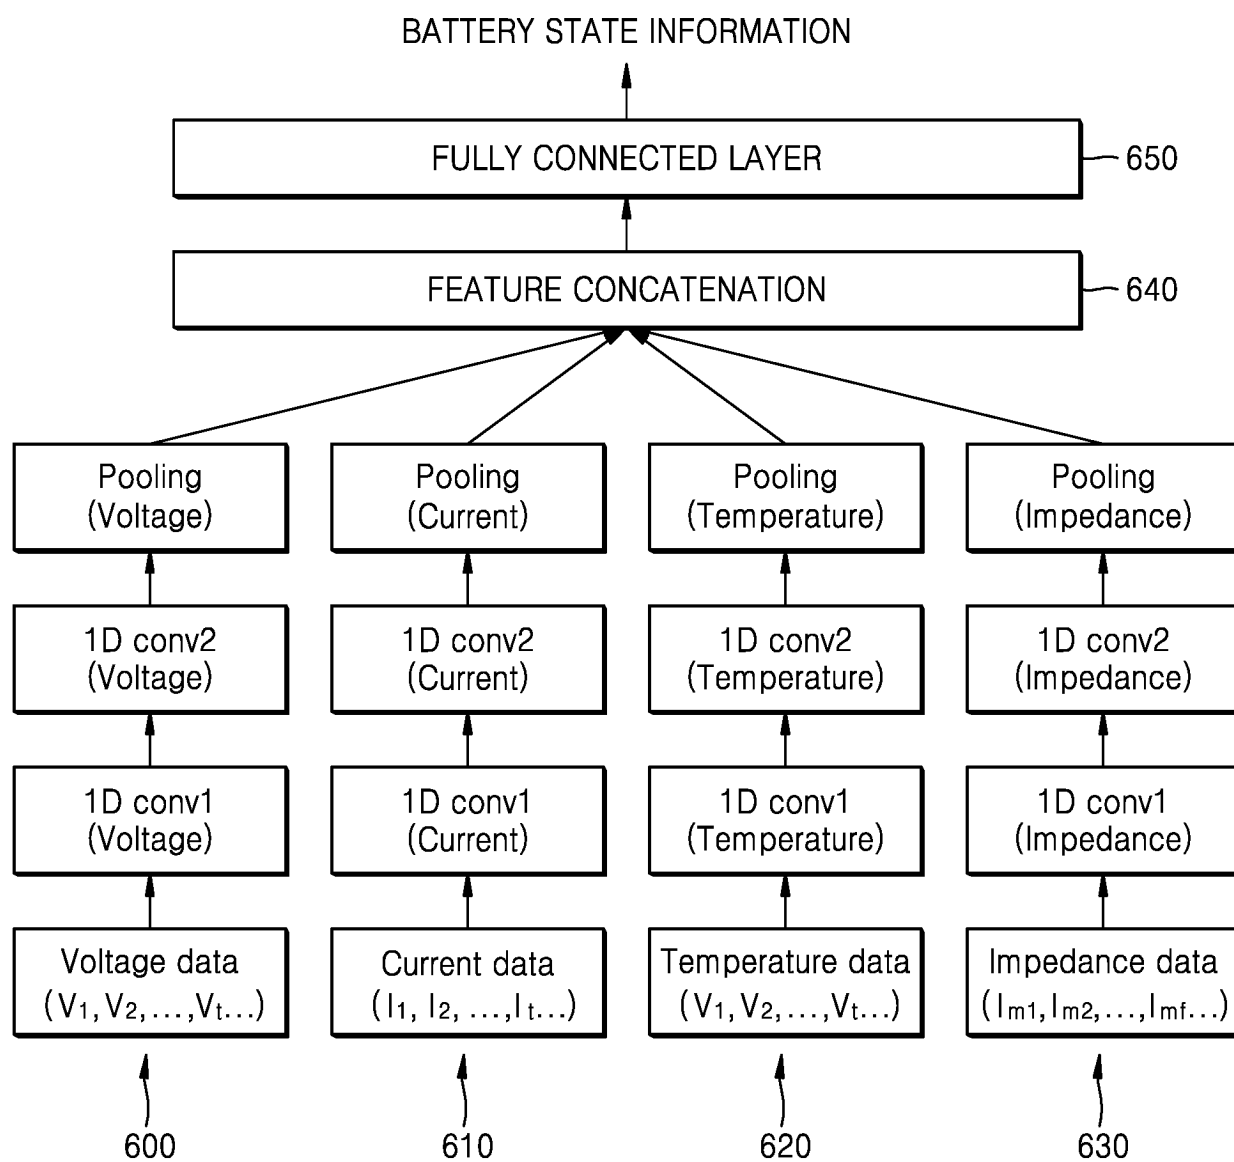 BATTERY STATE INFORMATION
FULLY CONNECTED LAYER
650
FEATURE CONCATENATION
640
Pooling
(Voltage)
Pooling
(Current)
Pooling
(Temperature)
Pooling
(Impedance)
1D conv2
(Voltage)
1D conv2
(Current)
1D conv2
(Temperature)
1D conv2
(Impedance)
1D conv1
(Voltage)
1D conv1
(Current)
1D conv1
(Temperature)
1D conv1
(Impedance)
Voltage data
(V1, V2, ..., Vt...)
Current data
(I1, I2, ..., It...)
Temperature data
(V1, V2, ..., Vt...)
Impedance data
(Im1, Im2, ..., Imf...)
600
610
620
630